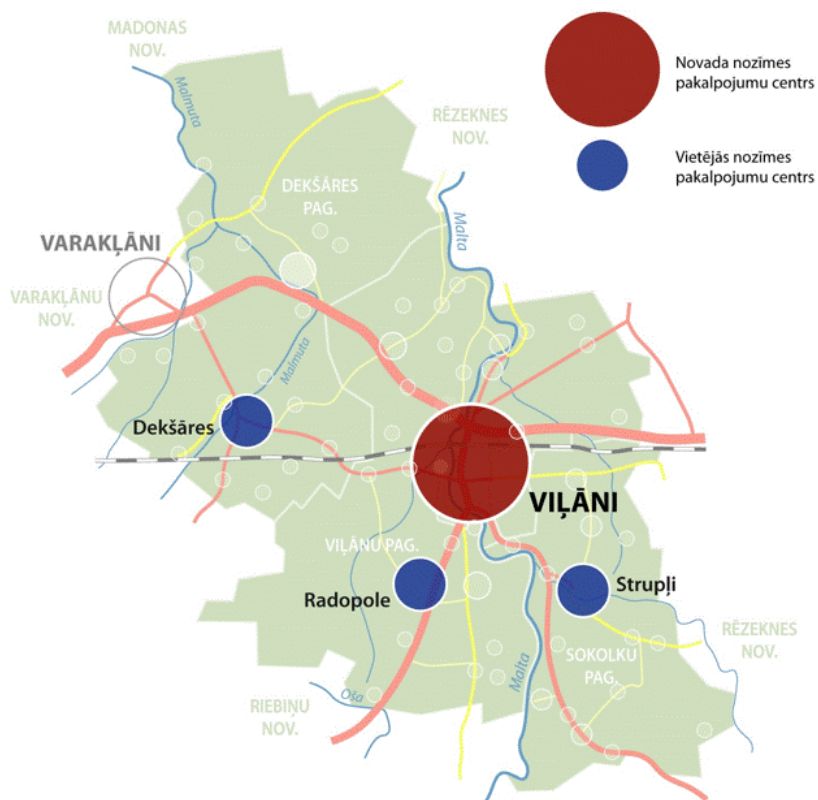 MADONAS
NOV.
Novada nozīmes
pakalpojumu centrs
Malmuta
RĒZEKNES
NOV.
Vietējās nozīmes
pakalpojumu centrs
DEKŠĀRES
PAG.
Malta
VARAKĻĀNI
VARAKĻĀNU
NOV.
Malmuta
Dekšāres
VIĻĀNI
VIĻĀNU PAG.
Radopole
Strupļi
SOKOLKU
PAG.
RĒZEKNES
NOV.
Malta
Oša
RIEBIŅU
NOV.